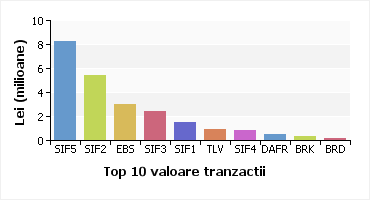 Lei (milioane)
10
8
6
4
2
0
SIF5 SIF2 EBS SIF3 SIF1 TLV SIF4 DAFR BRK BRD
Top 10 valoare tranzactii